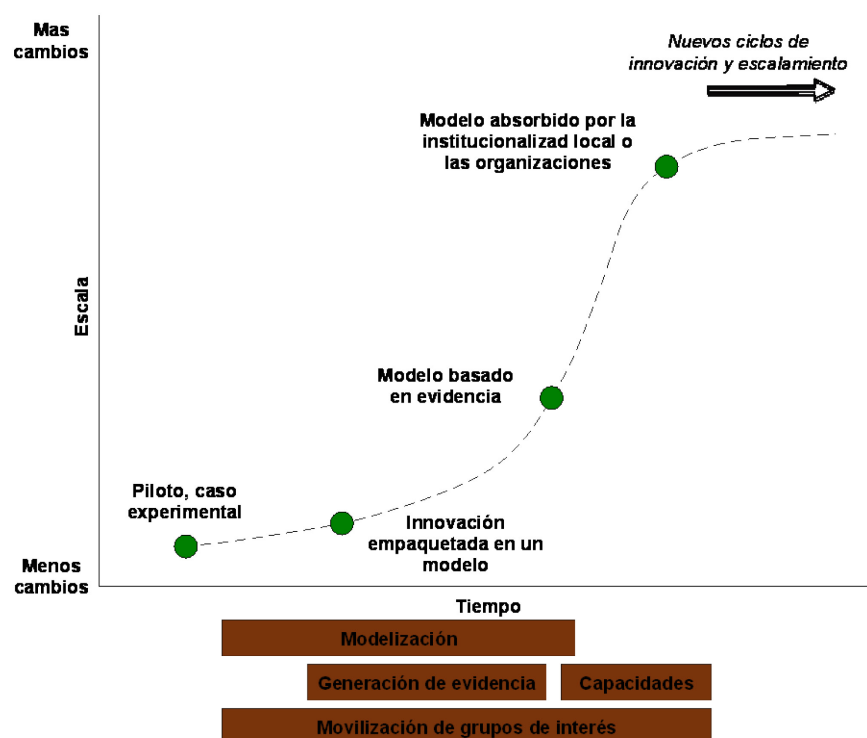 Mas
cambios
Nuevos ciclos de
innovación y escalamiento
Modelo absorbido por la
institucionalizad local o
las organizaciones
Escala
Modelo basado
en evidencia
Piloto, caso
experimental
Innovación
empaquetada en un
modelo
Menos
cambios
Tiempo
Modelización
Generación de evidencia
Capacidades
Movilización de grupos de interés